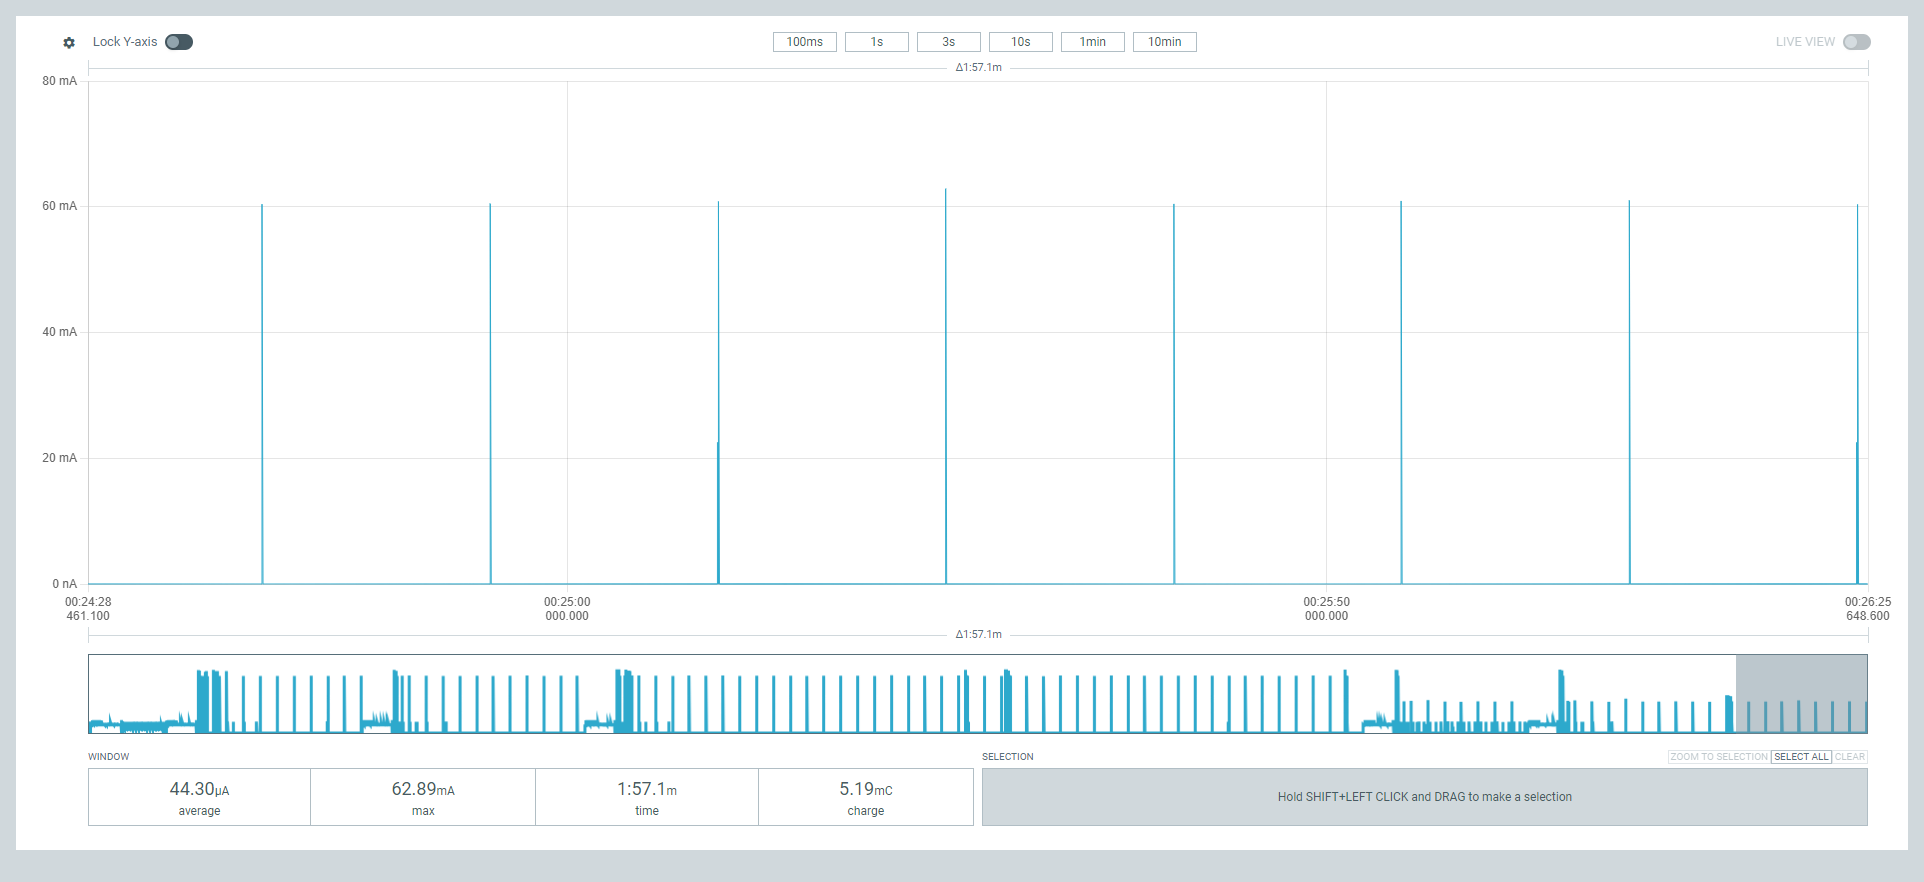 Lock Y-axis
100ms 1s 3s 10s 1min 10min
LIVE VIEW
Δ1:57.1m
80 mA
60 mA
40 mA
20 mA
0 nA
00:24:28 00:25:00 00:25:50 00:26:25
461.100 000.000 000.000 648.600
Δ1:57.1m
WINDOW
SELECTION
ZOOM TO SELECTION SELECT ALL CLEAR
44.30μA 62.89mA 1:57.1m 5.19mC
average max time charge
Hold SHIFT+LEFT CLICK and DRAG to make a selection